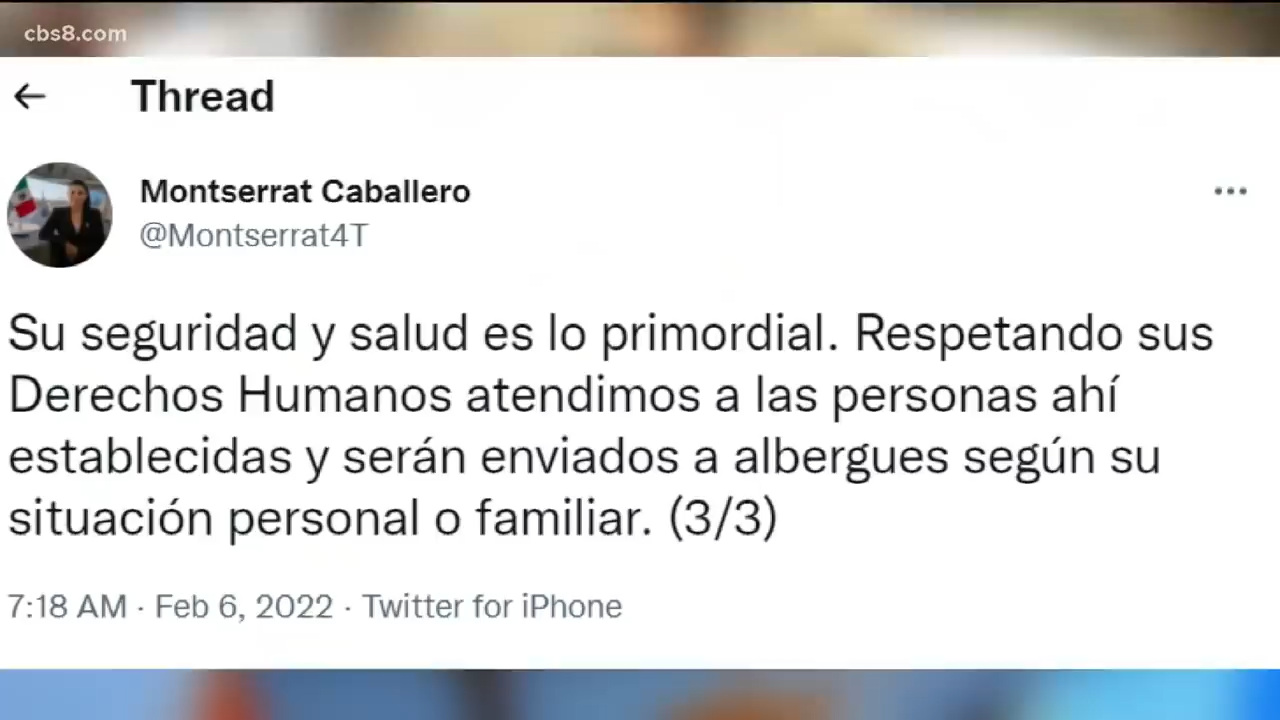 cbs8.com
Thread
Montserrat Caballero
@Montserrat4T
Su seguridad y salud es lo primordial. Respetando sus
Derechos Humanos atendimos a las personas ahí
establecidas y serán enviados a albergues según su
situación personal o familiar. (3/3)
7:18 AM · Feb 6, 2022 · Twitter for iPhone